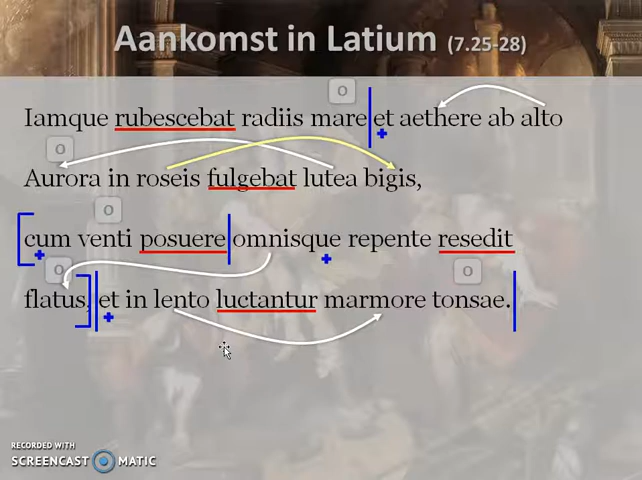 Aankomst in Latium (7.25-28)
o
Iamque rubescebat radiis mare et aethere ab alto
o
Aurora in roseis fulgebat lutea bigis,
o
cum venti posuere omnisque repente resedit
o o
flatus, et in lento luctantur marmore tonsae.
RECORDED WITH
SCREENCAST MATIC